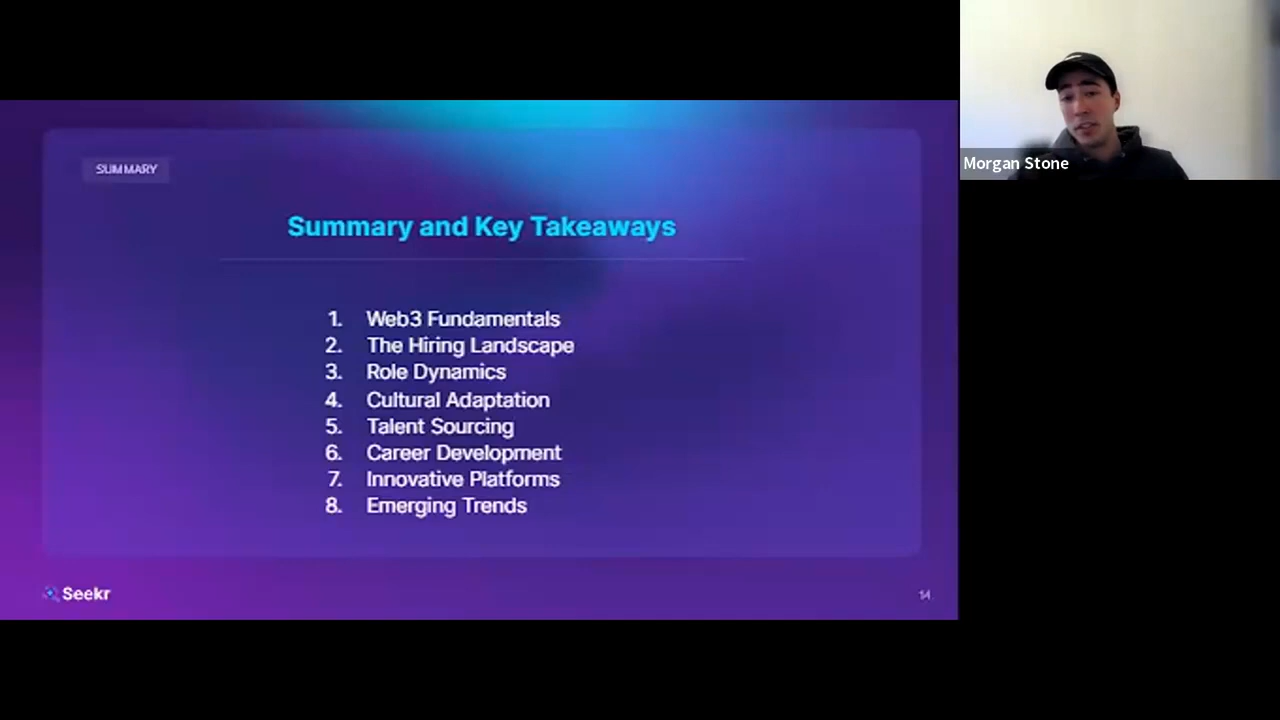 SUMMARY
Summary and Key Takeaways
1. Web3 Fundamentals
2. The Hiring Landscape
3. Role Dynamics
4. Cultural Adaptation
5. Talent Sourcing
6. Career Development
7. Innovative Platforms
8. Emerging Trends
Seekr
14
Morgan Stone